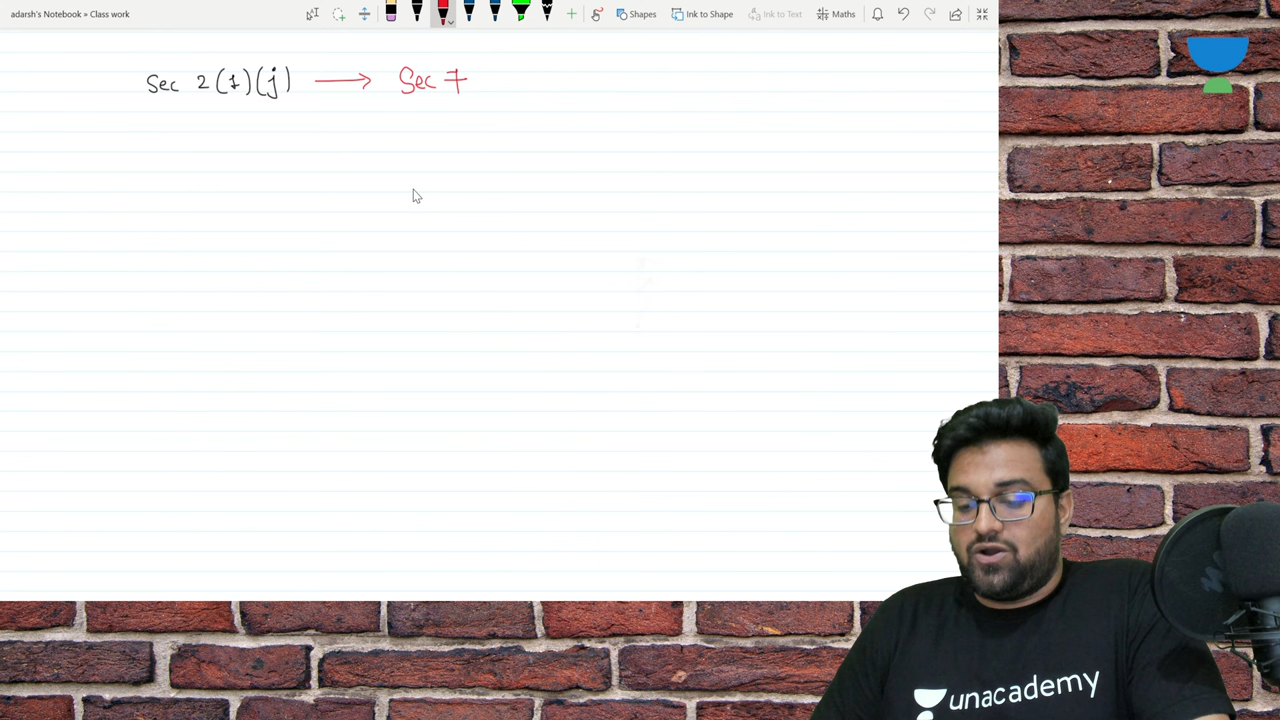 adarsh's Notebook » Class work
Shapes
Ink to Shape
Ink to Text
Maths
Sec 2(1)(j) → Sec 7
unacademy